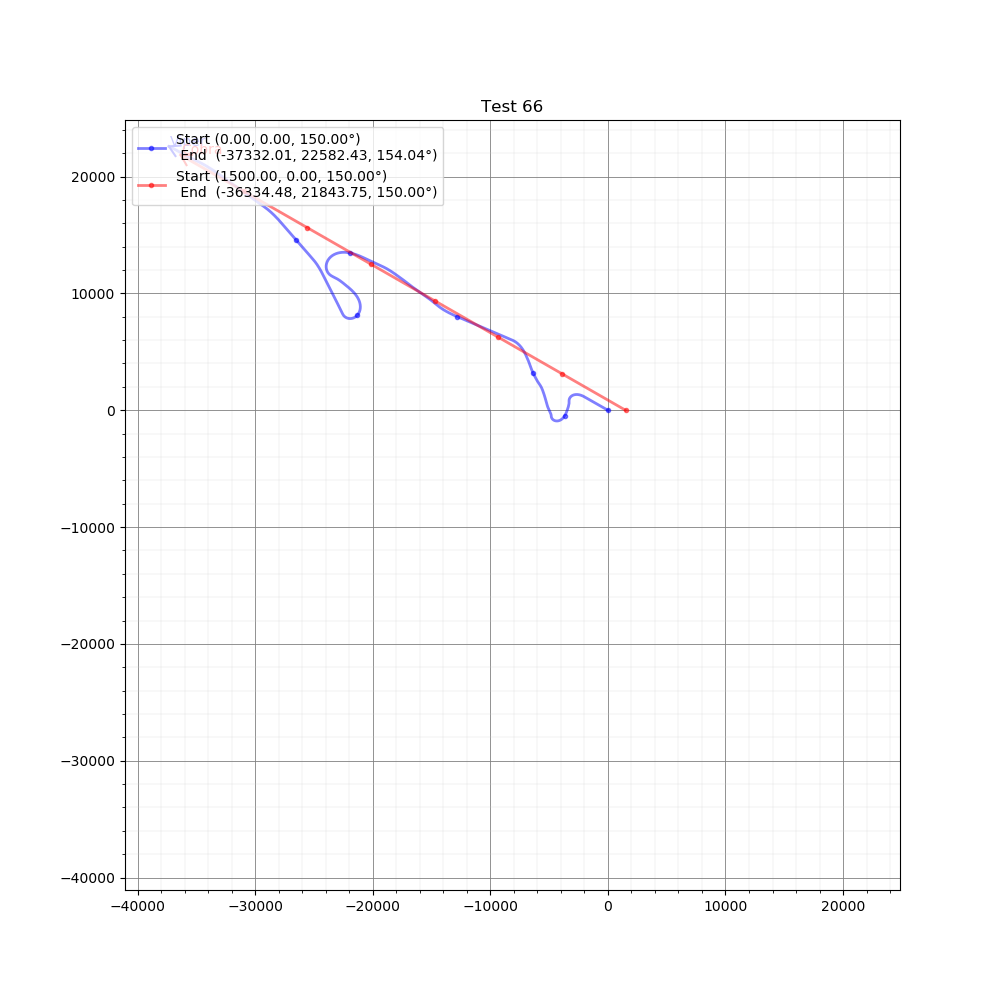 Test 66
Start (0.00, 0.00, 150.00°)
End (-37332.01, 22582.43, 154.04°)
Start (1500.00, 0.00, 150.00°)
End (-36334.48, 21843.75, 150.00°)
20000
10000
0
−10000
−20000
−30000
−40000
−40000 −30000 −20000 −10000 0 10000 20000